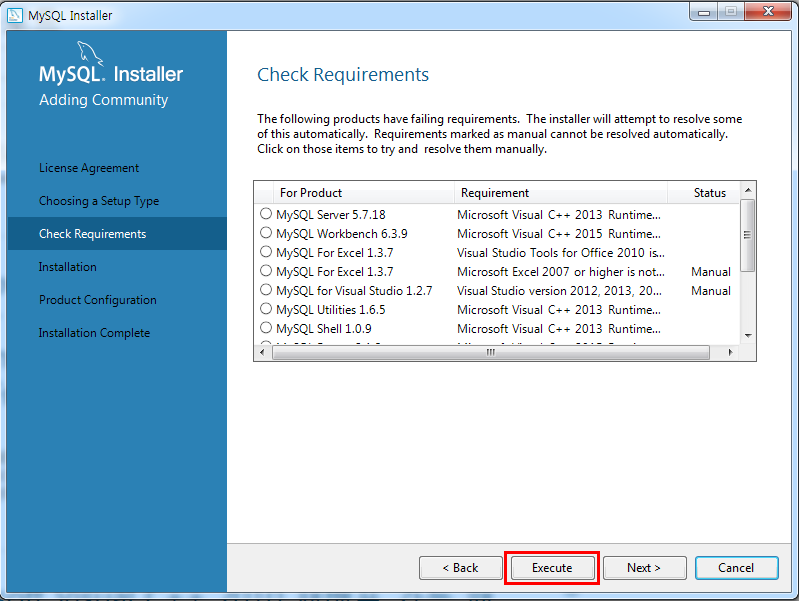 MySQL Installer
MySQL. Installer
Adding Community
License Agreement
Choosing a Setup Type
Check Requirements
Installation
Product Configuration
Installation Complete
Check Requirements
The following products have failing requirements. The installer will attempt to resolve some
of this automatically. Requirements marked as manual cannot be resolved automatically.
Click on those items to try and resolve them manually.
For Product Requirement Status
MySQL Server 5.7.18 Microsoft Visual C++ 2013 Runtime...
MySQL Workbench 6.3.9 Microsoft Visual C++ 2015 Runtime...
MySQL For Excel 1.3.7 Visual Studio Tools for Office 2010 is...
MySQL For Excel 1.3.7 Microsoft Excel 2007 or higher is not... Manual
MySQL for Visual Studio 1.2.7 Visual Studio version 2012, 2013, 20... Manual
MySQL Utilities 1.6.5 Microsoft Visual C++ 2013 Runtime...
MySQL Shell 1.0.9 Microsoft Visual C++ 2013 Runtime...
< Back Execute Next > Cancel